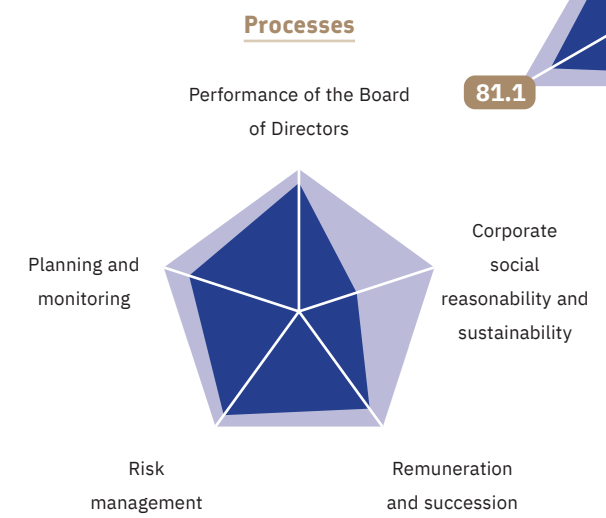 Processes
Performance of the Board
of Directors
81.1
Corporate
social
reasonability and
sustainability
Planning and
monitoring
Risk
management
Remuneration
and succession